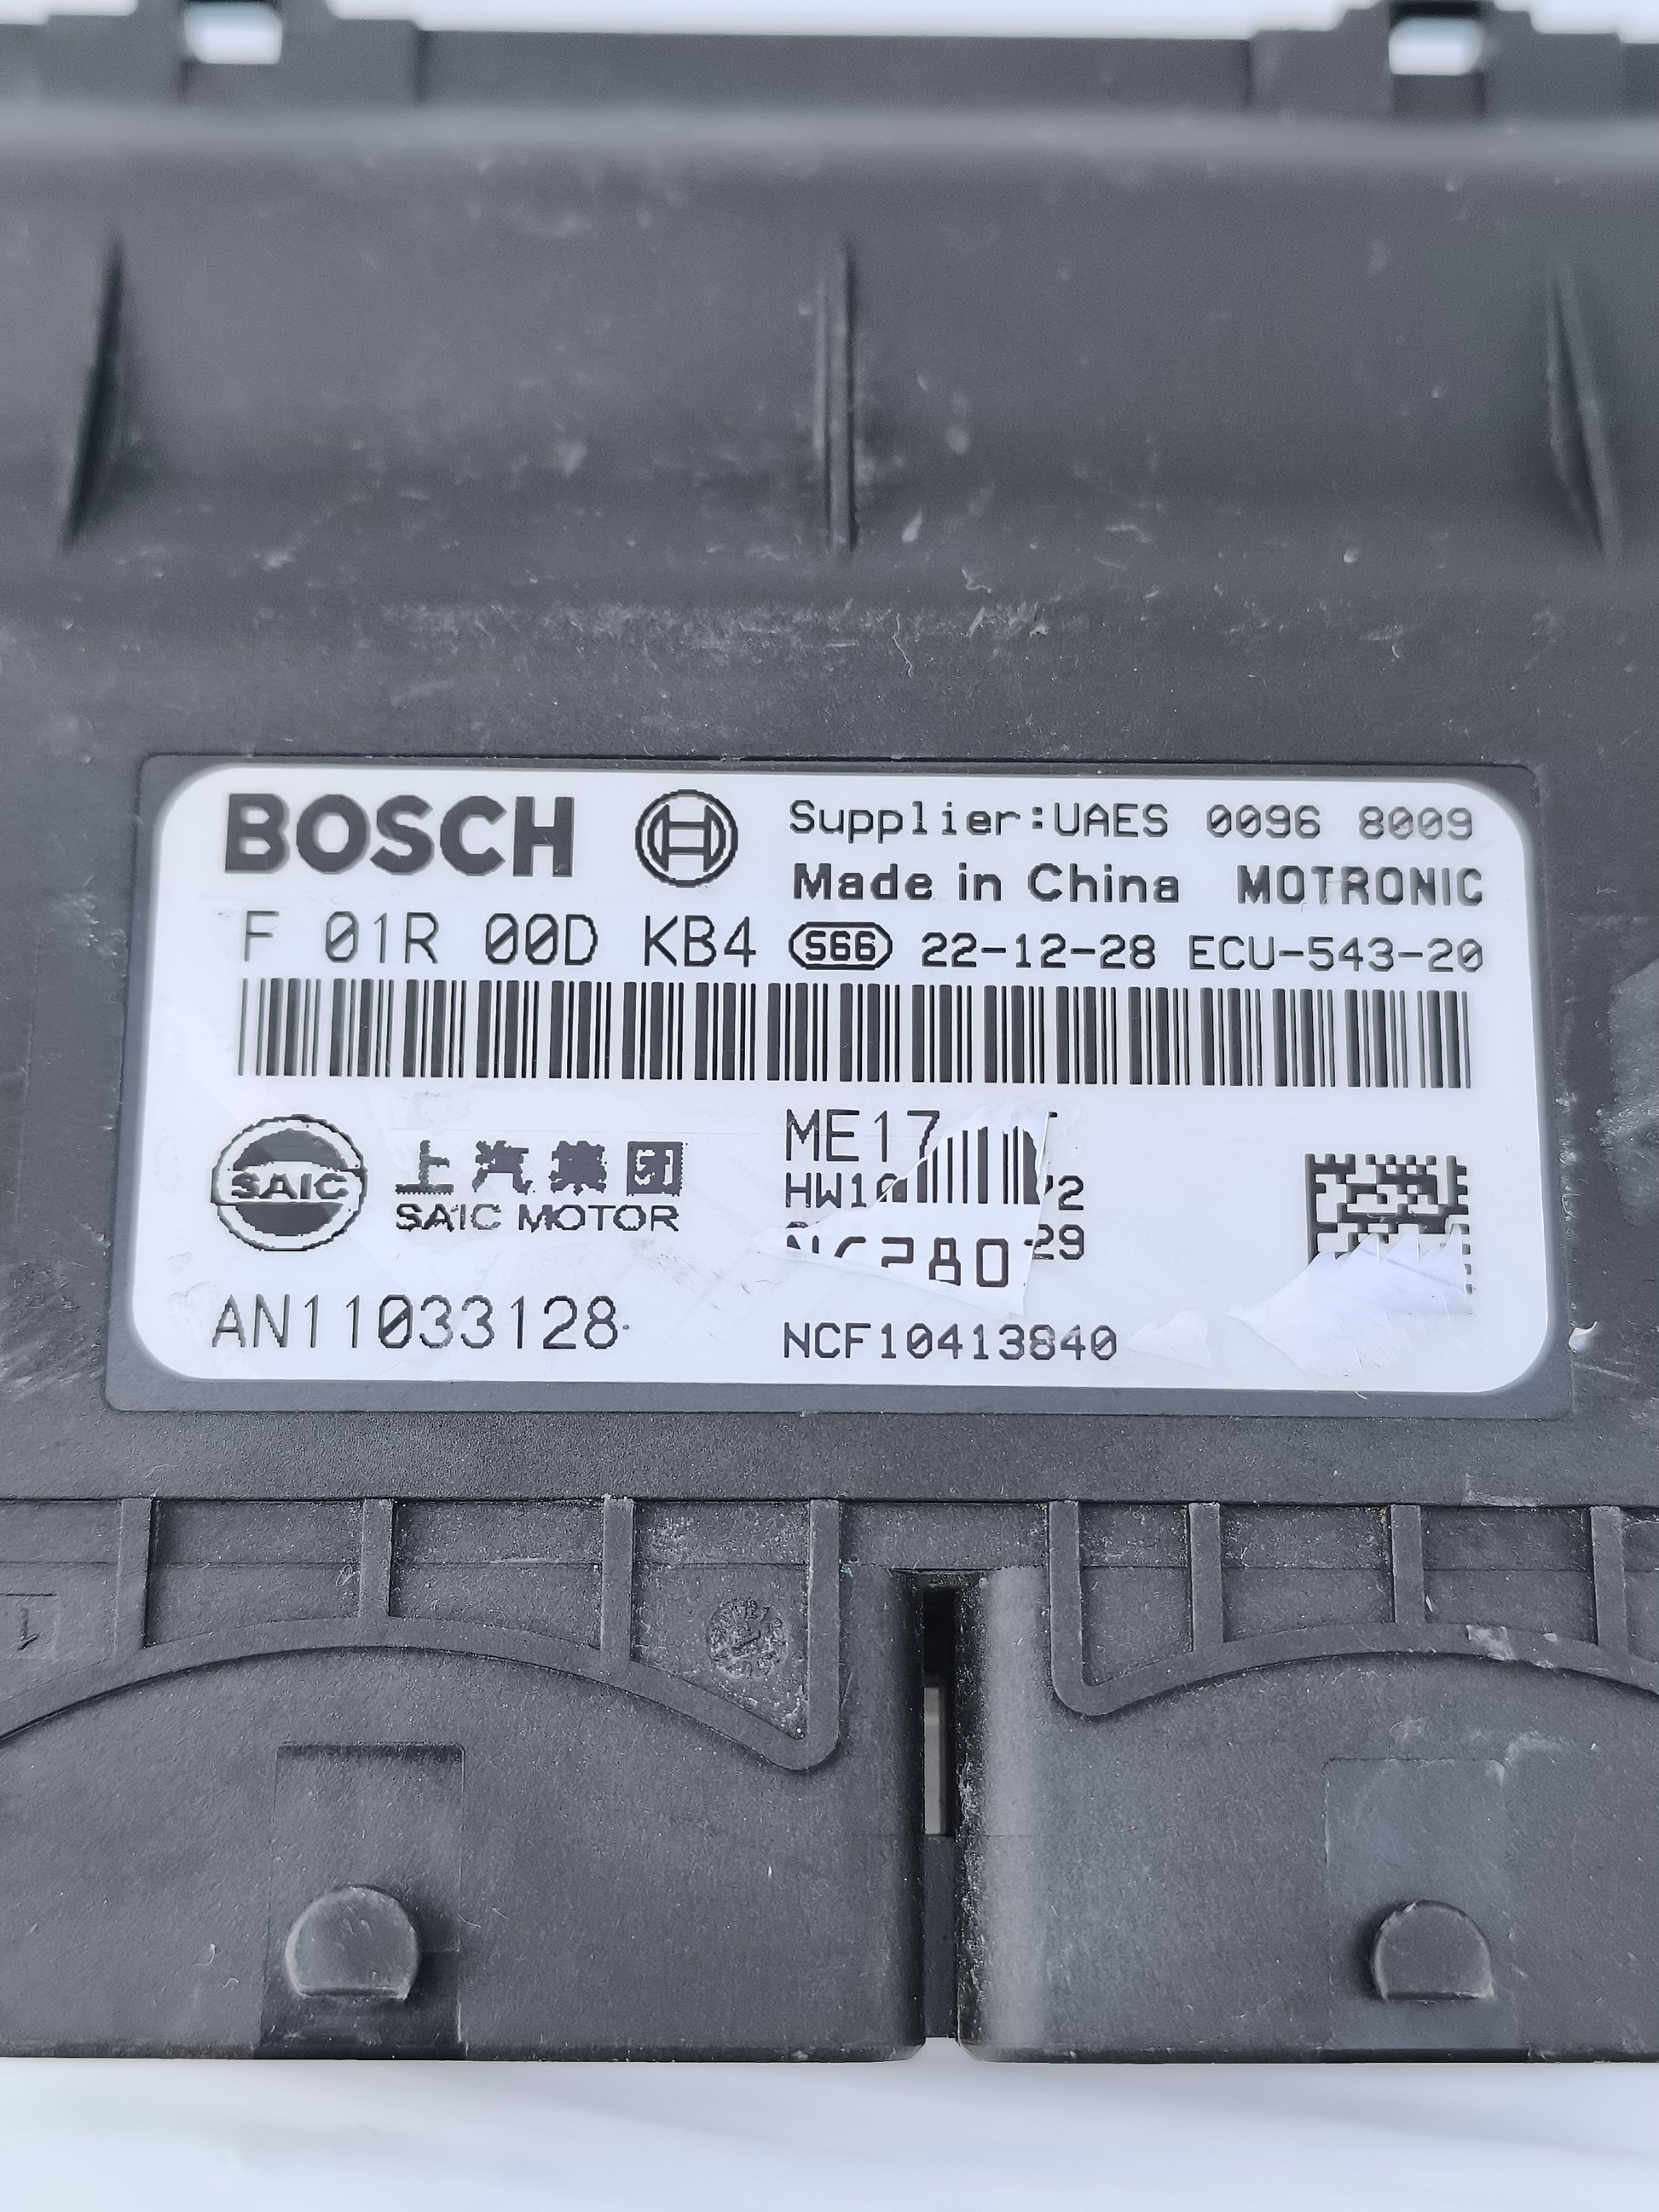 BOSCH
Supplier:UAES 0096 8009
Made in China MOTRONIC
F 01R 00D KB4 S66 22-12-28 ECU-543-20
SAIC
上汽集团
SAIC MOTOR
ME17
AN11033128
NCF10413840